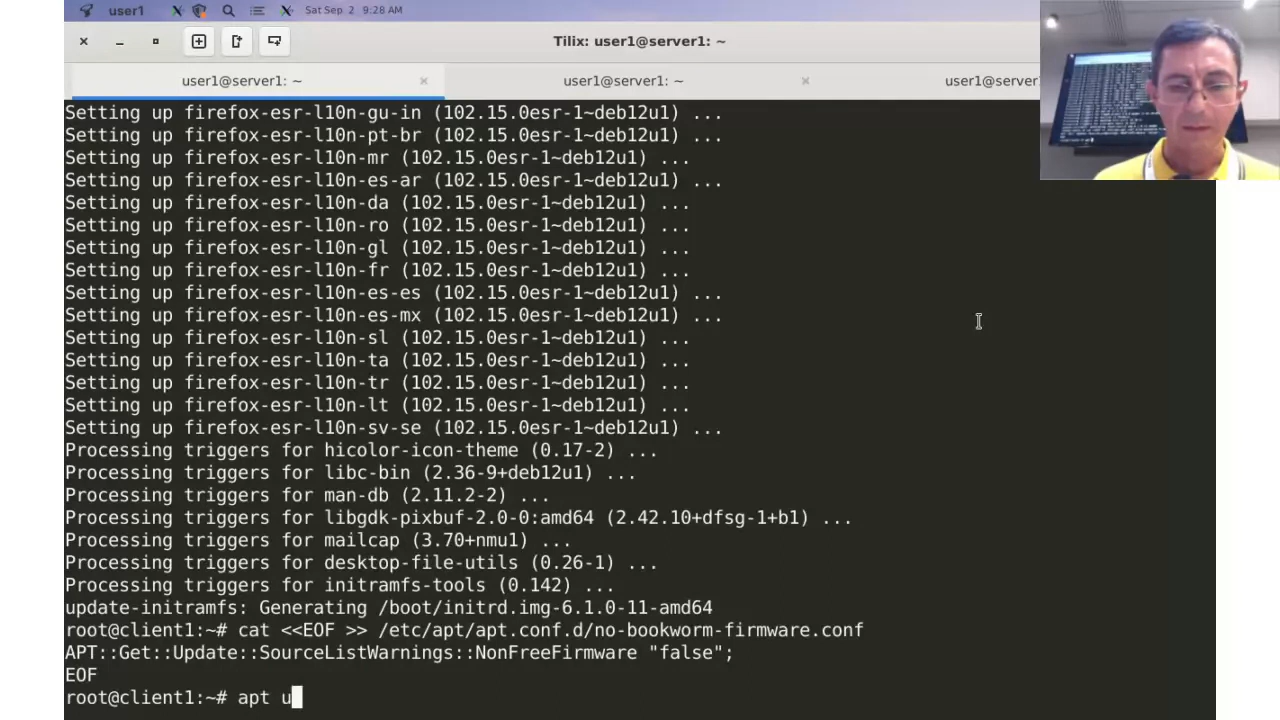 user1
Sat Sep 2 9:28 AM
Tilix: user1@server1: ~
user1@server1: ~
user1@server1: ~
user1@server1
Setting up firefox-esr-l10n-gu-in (102.15.0esr-1~deb12u1) ...
Setting up firefox-esr-l10n-pt-br (102.15.0esr-1~deb12u1) ...
Setting up firefox-esr-l10n-mr (102.15.0esr-1~deb12u1) ...
Setting up firefox-esr-l10n-es-ar (102.15.0esr-1~deb12u1) ...
Setting up firefox-esr-l10n-da (102.15.0esr-1~deb12u1) ...
Setting up firefox-esr-l10n-ro (102.15.0esr-1~deb12u1) ...
Setting up firefox-esr-l10n-gl (102.15.0esr-1~deb12u1) ...
Setting up firefox-esr-l10n-fr (102.15.0esr-1~deb12u1) ...
Setting up firefox-esr-l10n-es-es (102.15.0esr-1~deb12u1) ...
Setting up firefox-esr-l10n-es-mx (102.15.0esr-1~deb12u1) ...
Setting up firefox-esr-l10n-sl (102.15.0esr-1~deb12u1) ...
Setting up firefox-esr-l10n-ta (102.15.0esr-1~deb12u1) ...
Setting up firefox-esr-l10n-tr (102.15.0esr-1~deb12u1) ...
Setting up firefox-esr-l10n-lt (102.15.0esr-1~deb12u1) ...
Setting up firefox-esr-l10n-sv-se (102.15.0esr-1~deb12u1) ...
Processing triggers for hicolor-icon-theme (0.17-2) ...
Processing triggers for libc-bin (2.36-9+deb12u1) ...
Processing triggers for man-db (2.11.2-2) ...
Processing triggers for libgdk-pixbuf-2.0-0:amd64 (2.42.10+dfsg-1+b1) ...
Processing triggers for mailcap (3.70+nmu1) ...
Processing triggers for desktop-file-utils (0.26-1) ...
Processing triggers for initramfs-tools (0.142) ...
update-initramfs: Generating /boot/initrd.img-6.1.0-11-amd64
root@client1:~# cat <<EOF >> /etc/apt/apt.conf.d/no-bookworm-firmware.conf
APT::Get::Update::SourceListWarnings::NonFreeFirmware "false";
EOF
root@client1:~# apt u